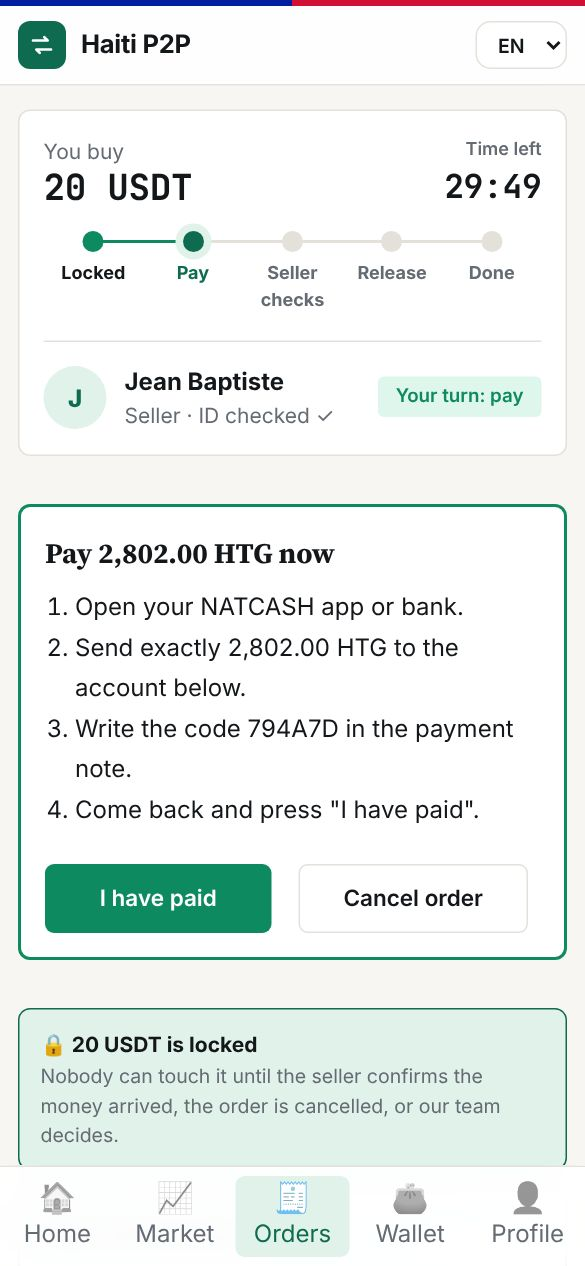 Haiti P2P
EN
You buy
Time left
20 USDT
29:49
Locked
Pay
Seller
checks
Release
Done
J
Jean Baptiste
Seller · ID checked ✓
Your turn: pay
Pay 2,802.00 HTG now
1. Open your NATCASH app or bank.
2. Send exactly 2,802.00 HTG to the
account below.
3. Write the code 794A7D in the payment
note.
4. Come back and press "I have paid".
I have paid
Cancel order
🔒 20 USDT is locked
Nobody can touch it until the seller confirms the
money arrived, the order is cancelled, or our team
decides.
Home
Market
Orders
Wallet
Profile